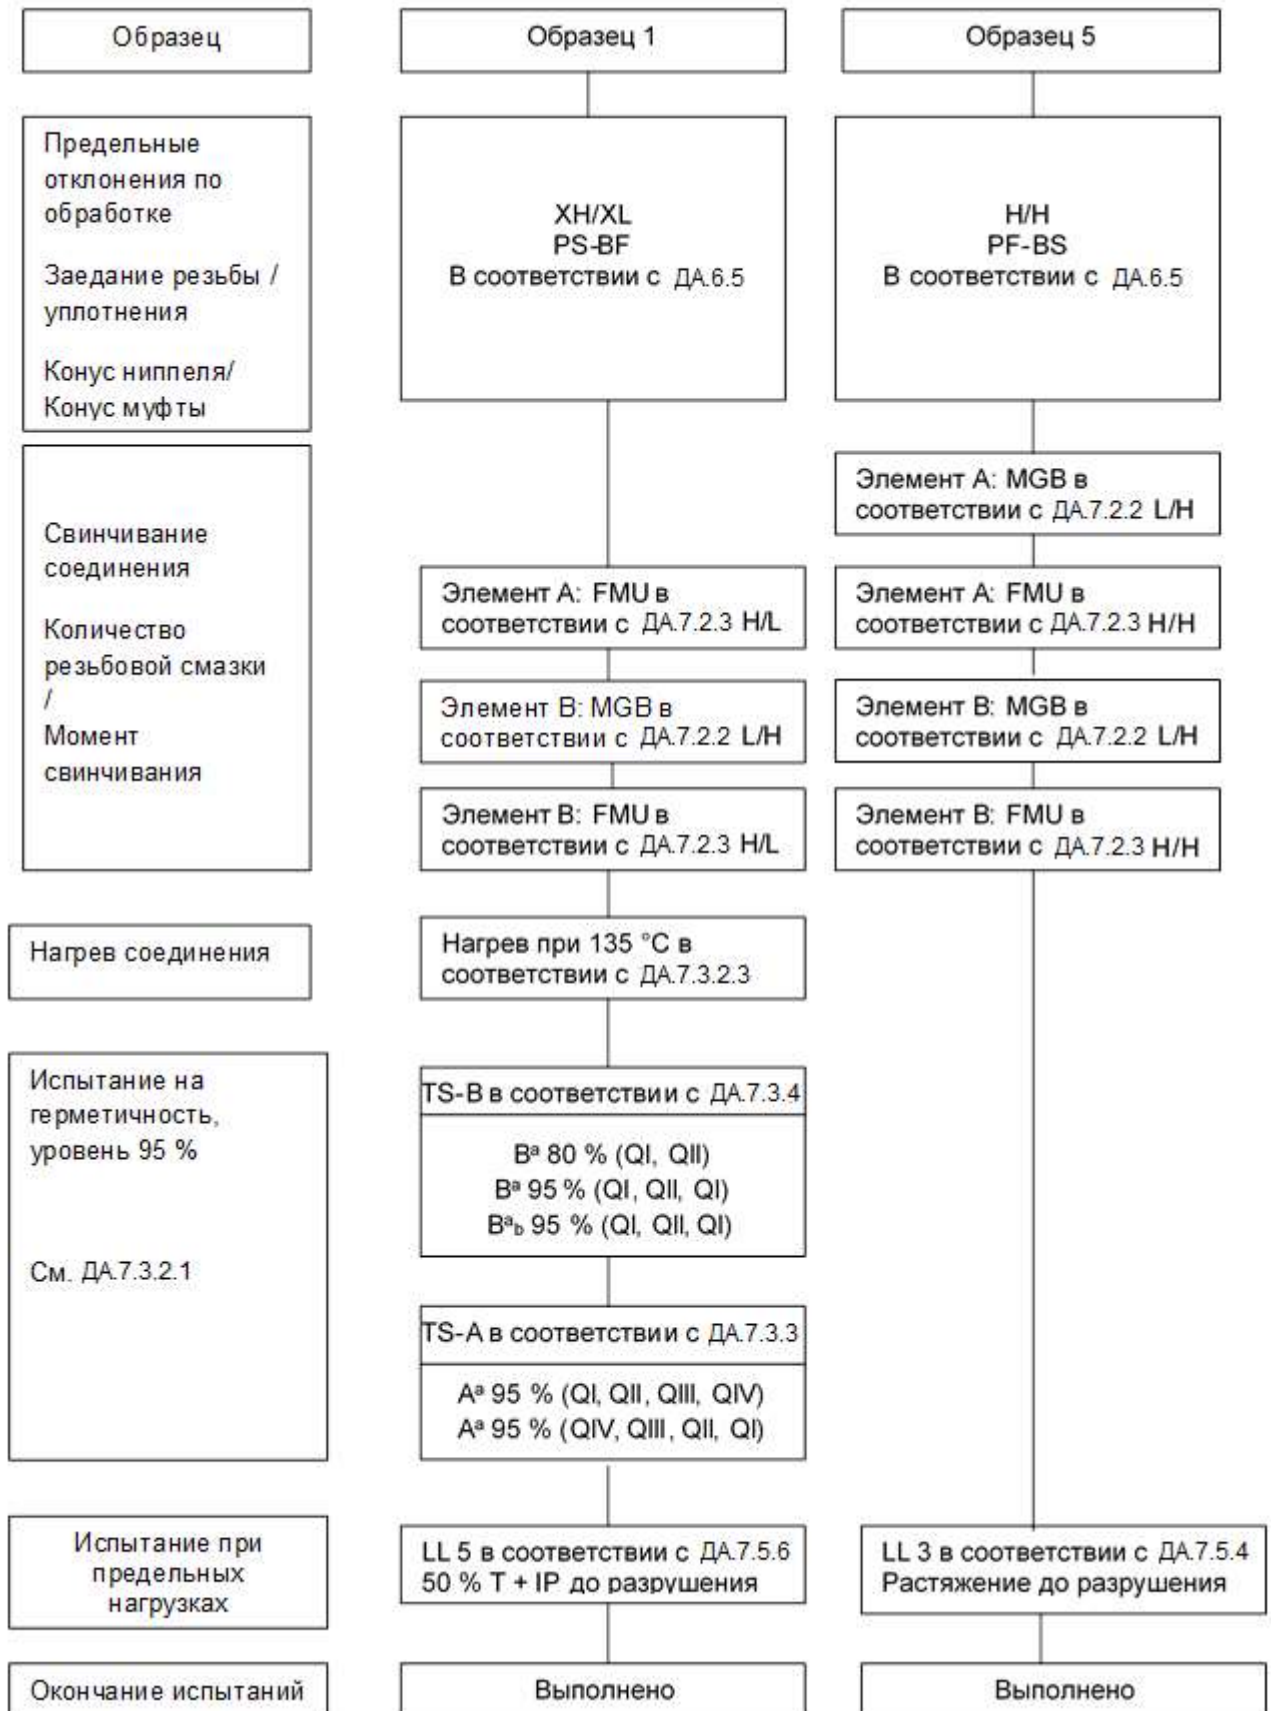 Образец
Образец 1
Образец 5
Предельные
отклонения по
обработке
Заедание резьбы /
уплотнения
Конус ниппеля/
Конус муфты
XH/XL
PS-BF
В соответствии с ДА.6.5
H/H
PF-BS
В соответствии с ДА.6.5
Свинчивание
соединения
Количество
резьбовой смазки
/
Момент
свинчивания
Элемент А: FMU в
соответствии с ДА.7.2.3 H/L
Элемент В: MGB в
соответствии с ДА.7.2.2 L/H
Элемент В: FMU в
соответствии с ДА.7.2.3 H/L
Элемент А: MGB в
соответствии с ДА.7.2.2 L/H
Элемент А: FMU в
соответствии с ДА.7.2.3 H/H
Элемент В: MGB в
соответствии с ДА.7.2.2 L/H
Элемент В: FMU в
соответствии с ДА.7.2.3 H/H
Нагрев соединения
Нагрев при 135 °C в
соответствии с ДА.7.3.2.3
Испытание на
герметичность,
уровень 95 %
См. ДА.7.3.2.1
TS-B в соответствии с ДА.7.3.4
Bª 80 % (QI, QII)
Bª 95 % (QI, QII, QI)
Bªb 95 % (QI, QII, QI)
TS-A в соответствии с ДА.7.3.3
Aª 95 % (QI, QII, QIII, QIV)
Aª 95 % (QIV, QIII, QII, QI)
Испытание при
предельных
нагрузках
LL 5 в соответствии с ДА.7.5.6
50 % T + IP до разрушения
LL 3 в соответствии с ДА.7.5.4
Растяжение до разрушения
Окончание испытаний
Выполнено
Выполнено